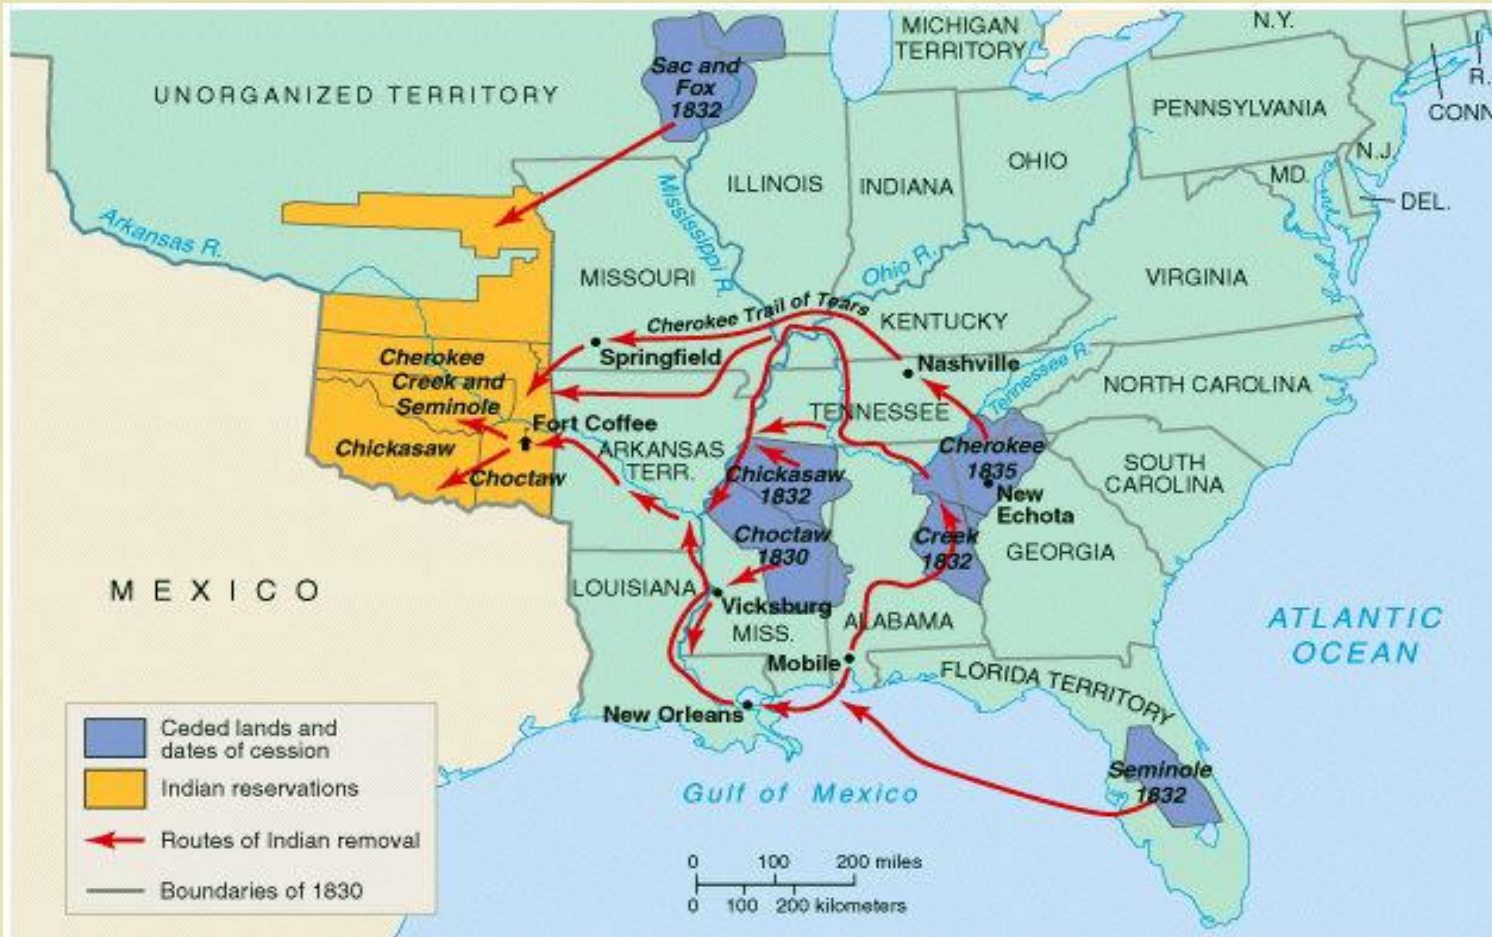 N.Y.
MICHIGAN
TERRITORY
R.
CONN
Sac and
Fox
1832
UNORGANIZED TERRITORY
PENNSYLVANIA
N.J.
OHIO
MD.
DEL.
ILLINOIS
INDIANA
Mississippi R.
Arkansas R.
Ohio R.
MISSOURI
VIRGINIA
Cherokee Trail of Tears
KENTUCKY
Springfield
Nashville
Tennessee R.
NORTH CAROLINA
Cherokee
Creek and
Seminole
TENNESSEE
Fort Coffee
Chickasaw
Choctaw
ARKANSAS
TERR.
Cherokee
1835
New
Echota
SOUTH
CAROLINA
Chickasaw
1832
Choctaw
1830
Creek
1832
GEORGIA
MEXICO
LOUISIANA
Vicksburg
MISS.
ALABAMA
ATLANTIC
OCEAN
Mobile
FLORIDA TERRITORY
New Orleans
Seminole
1832
Gulf of Mexico
Ceded lands and
dates of cession
Indian reservations
Routes of Indian removal
Boundaries of 1830
0 100 200 miles
0 100 200 kilometers